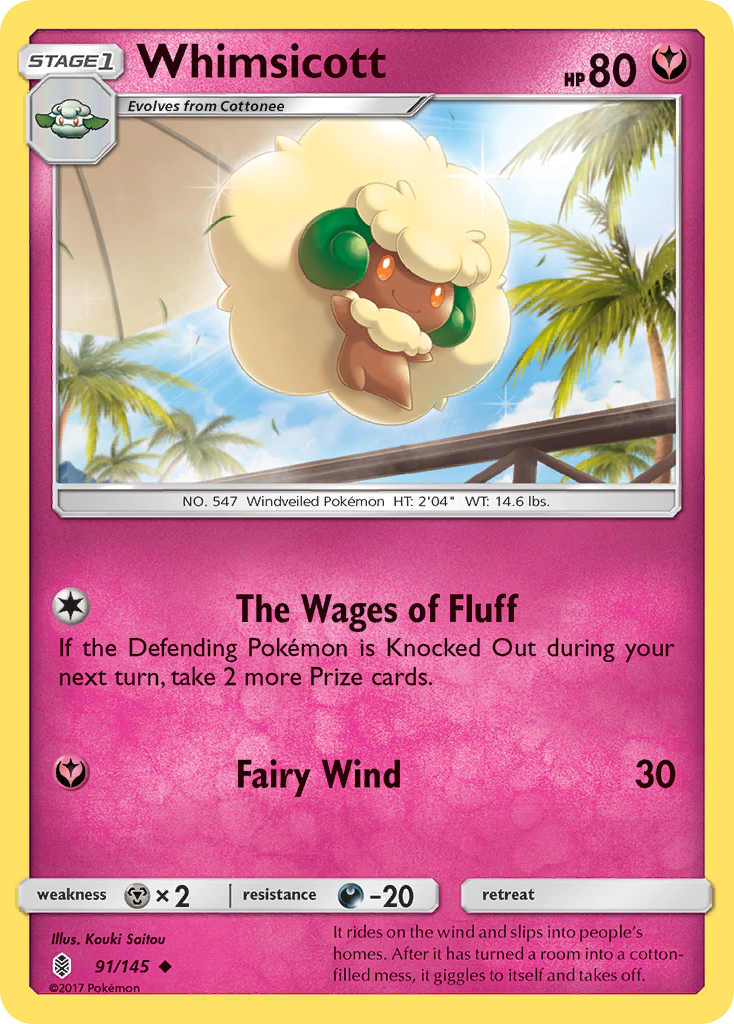 STAGE1 Whimsicott HP80
Evolves from Cottonee
NO. 547 Windveiled Pokémon HT: 2'04" WT: 14.6 lbs.
The Wages of Fluff
If the Defending Pokémon is Knocked Out during your
next turn, take 2 more Prize cards.
Fairy Wind 30
weakness ×2 resistance -20 retreat
Illus. Kouki Saitou
91/145 ◆
©2017 Pokémon
It rides on the wind and slips into people's
homes. After it has turned a room into a cotton-
filled mess, it giggles to itself and takes off.